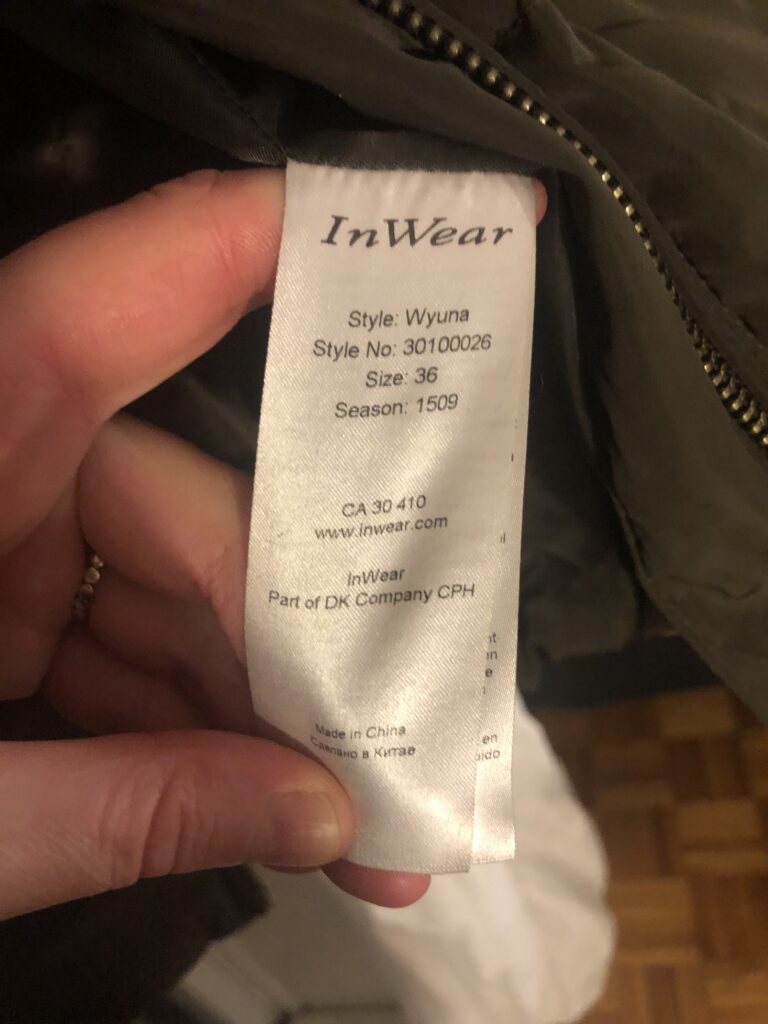 InWear
Style: Wyuna
Style No: 30100026
Size: 36
Season: 1509
CA 30 410
www.inwear.com
InWear
Part of DK Company CPH
Made in China
Сделано в Китае
en